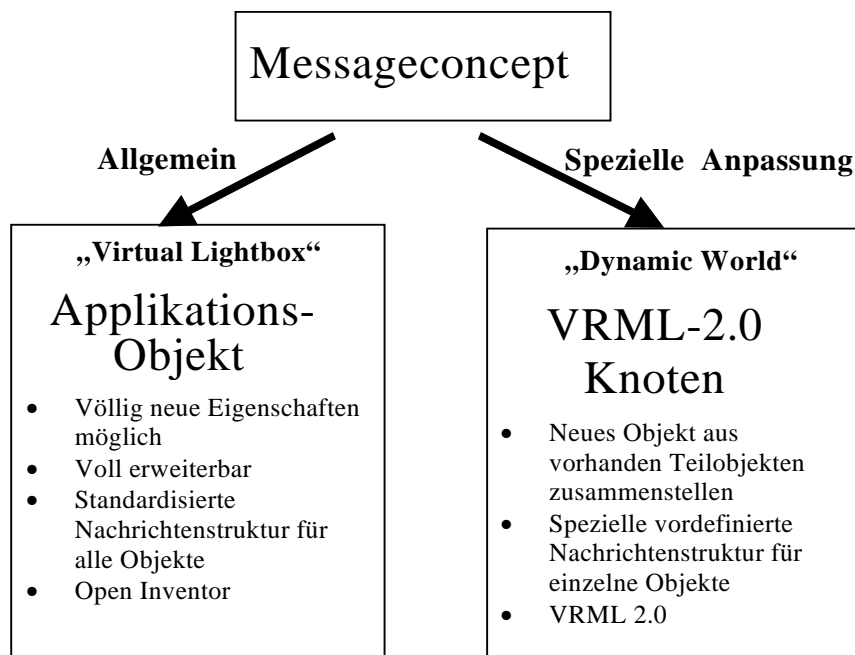 Messageconcept
Allgemein
Spezielle Anpassung
„Virtual Lightbox“
Applikations-
Objekt
• Völlig neue Eigenschaften
möglich
• Voll erweiterbar
• Standardisierte
Nachrichtenstruktur für
alle Objekte
• Open Inventor
„Dynamic World“
VRML-2.0
Knoten
• Neues Objekt aus
vorhanden Teilobjekten
zusammenstellen
• Spezielle vordefinierte
Nachrichtenstruktur für
einzelne Objekte
• VRML 2.0